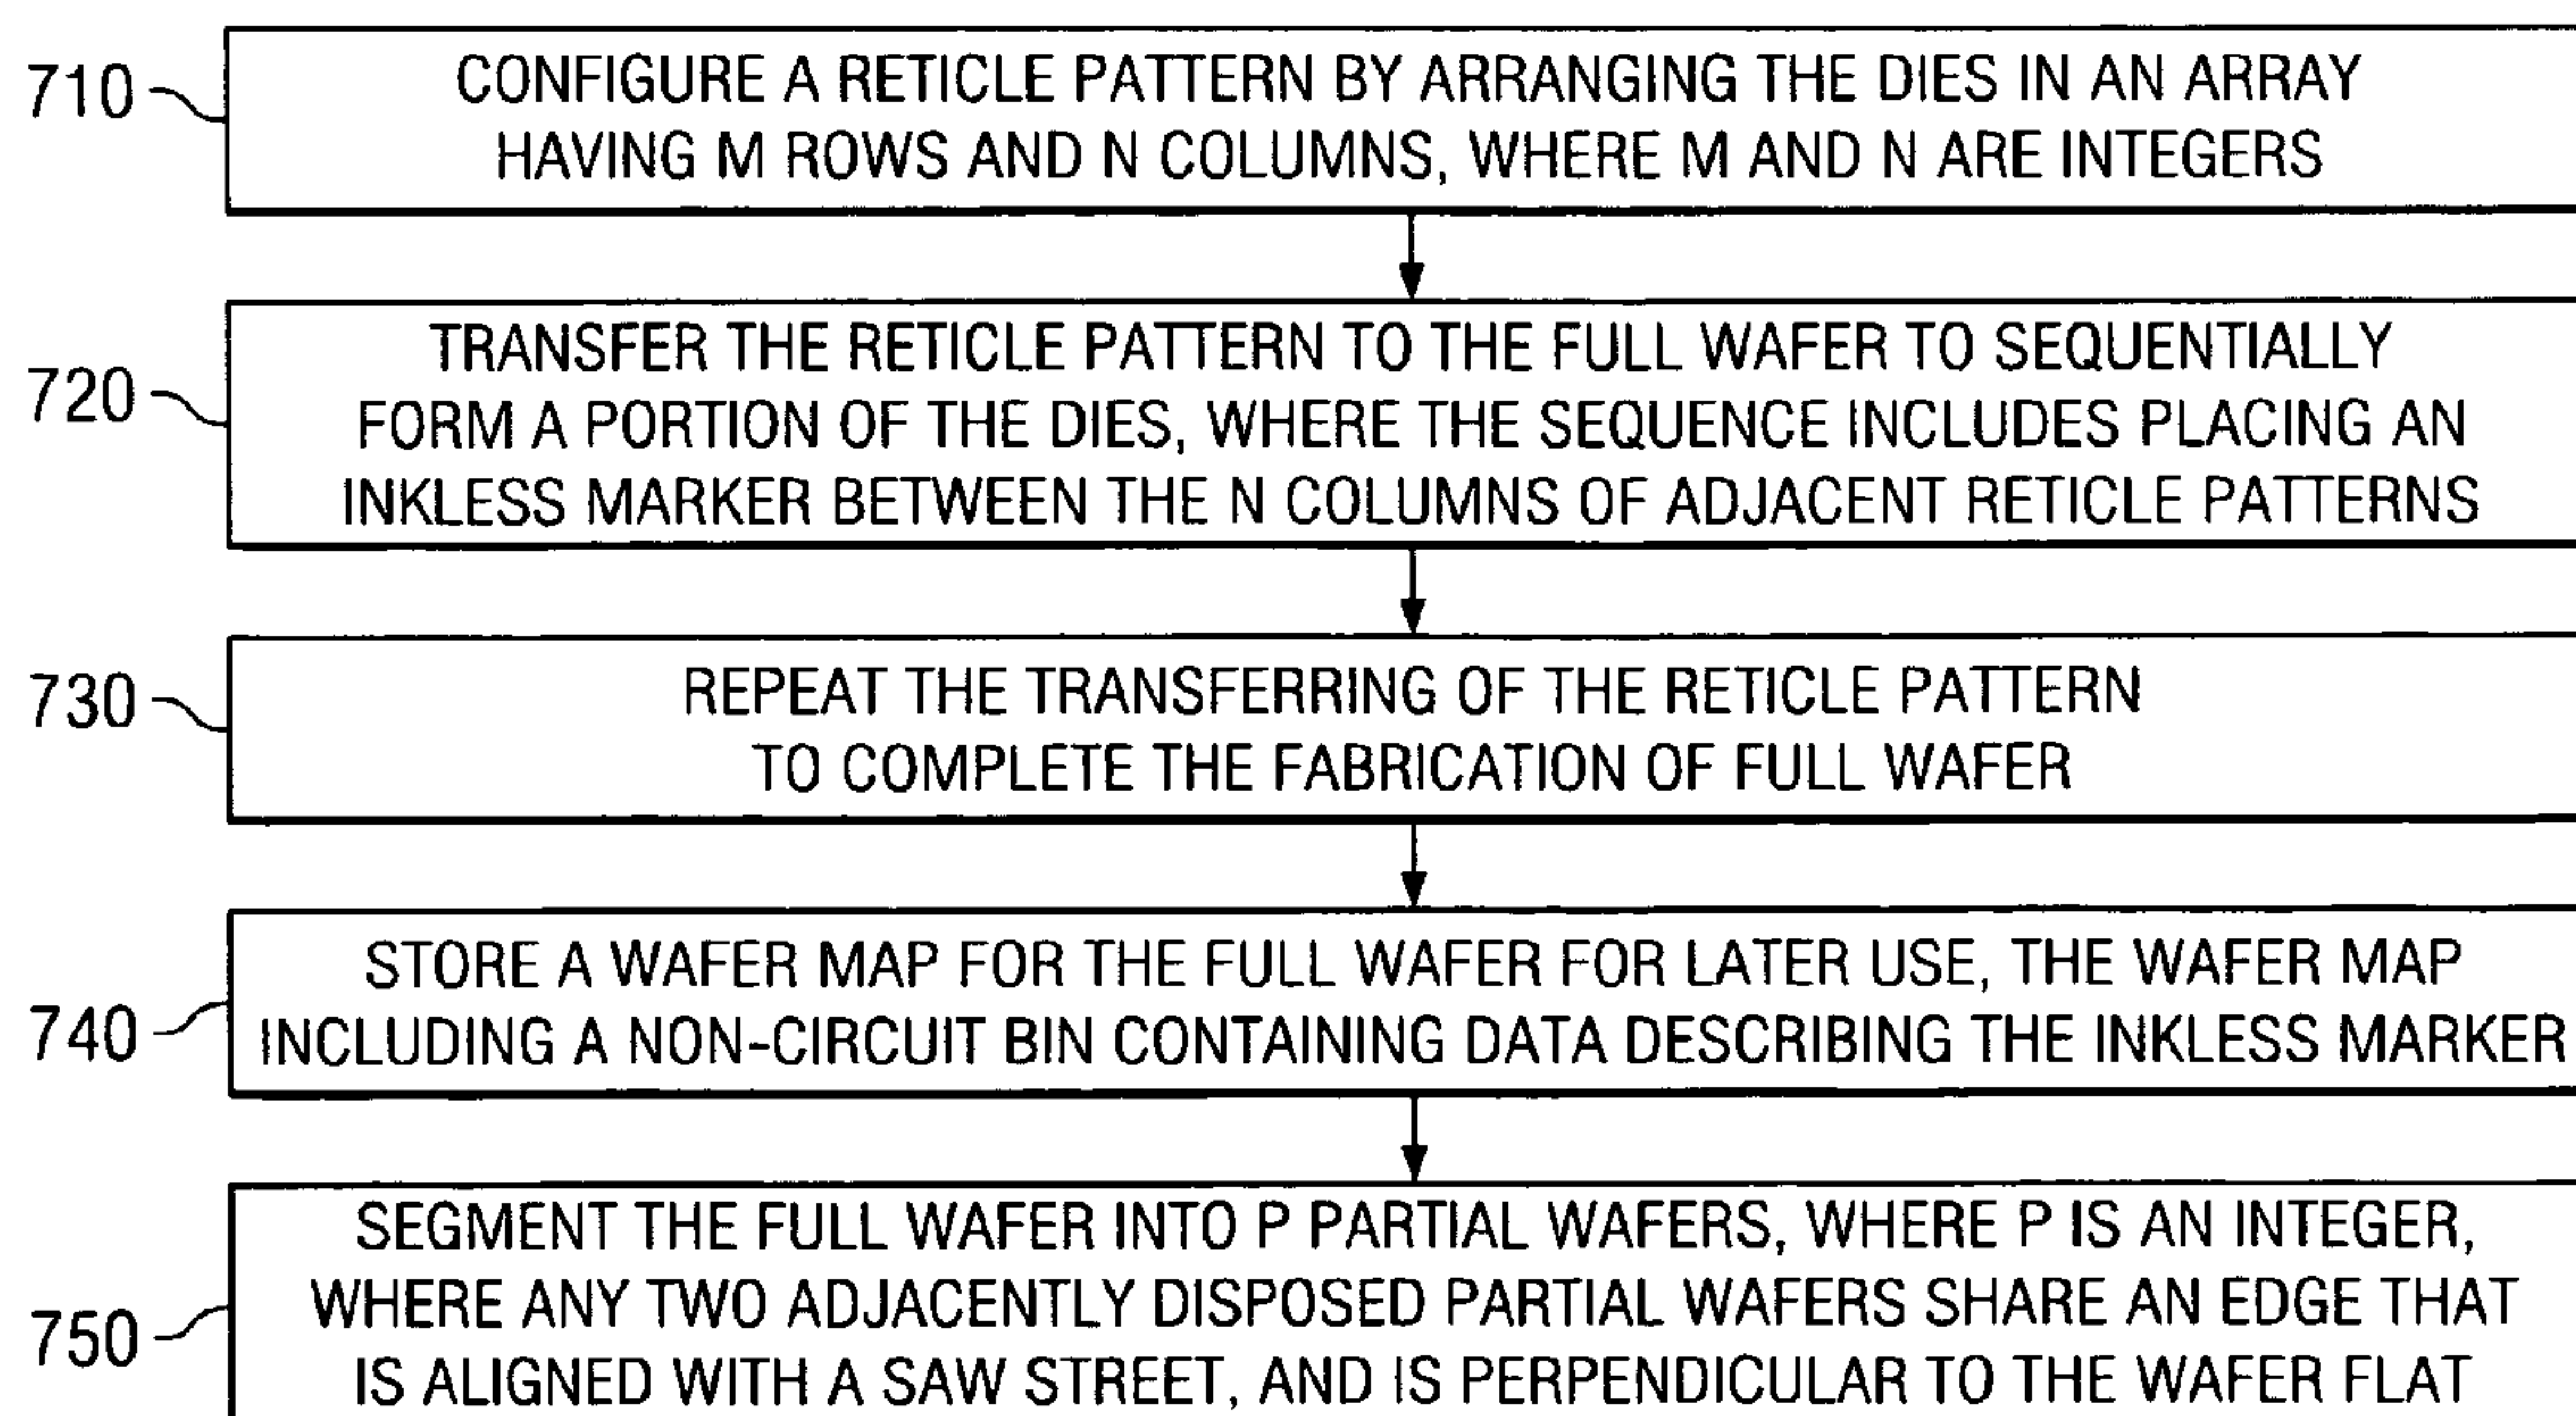 710
CONFIGURE A RETICLE PATTERN BY ARRANGING THE DIES IN AN ARRAY
HAVING M ROWS AND N COLUMNS, WHERE M AND N ARE INTEGERS
720
TRANSFER THE RETICLE PATTERN TO THE FULL WAFER TO SEQUENTIALLY
FORM A PORTION OF THE DIES, WHERE THE SEQUENCE INCLUDES PLACING AN
INKLESS MARKER BETWEEN THE N COLUMNS OF ADJACENT RETICLE PATTERNS
730
REPEAT THE TRANSFERRING OF THE RETICLE PATTERN
TO COMPLETE THE FABRICATION OF FULL WAFER
740
STORE A WAFER MAP FOR THE FULL WAFER FOR LATER USE, THE WAFER MAP
INCLUDING A NON-CIRCUIT BIN CONTAINING DATA DESCRIBING THE INKLESS MARKER
750
SEGMENT THE FULL WAFER INTO P PARTIAL WAFERS, WHERE P IS AN INTEGER,
WHERE ANY TWO ADJACENTLY DISPOSED PARTIAL WAFERS SHARE AN EDGE THAT
IS ALIGNED WITH A SAW STREET, AND IS PERPENDICULAR TO THE WAFER FLAT